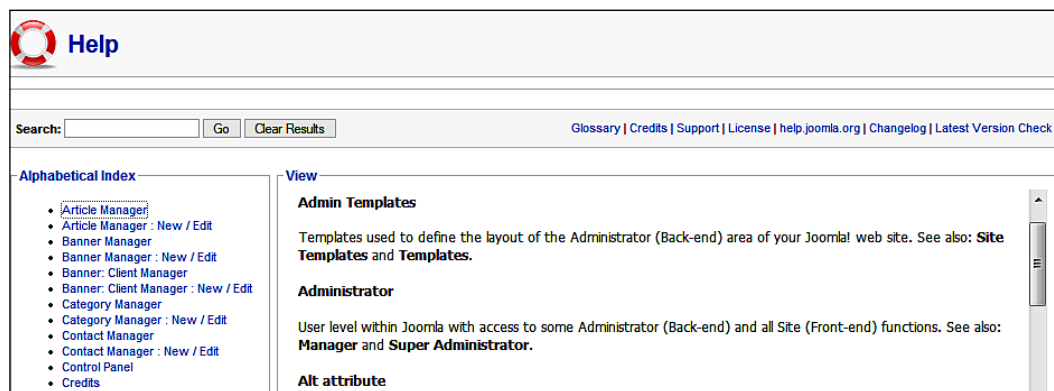 Help
Search: Go Clear Results Glossary | Credits | Support | License | help.joomla.org | Changelog | Latest Version Check
Alphabetical Index
Article Manager
Article Manager : New / Edit
Banner Manager
Banner Manager : New / Edit
Banner: Client Manager
Banner: Client Manager : New / Edit
Category Manager
Category Manager : New / Edit
Contact Manager
Contact Manager : New / Edit
Control Panel
Credits
View
Admin Templates
Templates used to define the layout of the Administrator (Back-end) area of your Joomla! web site. See also: Site
Templates and Templates.
Administrator
User level within Joomla with access to some Administrator (Back-end) and all Site (Front-end) functions. See also:
Manager and Super Administrator.
Alt attribute